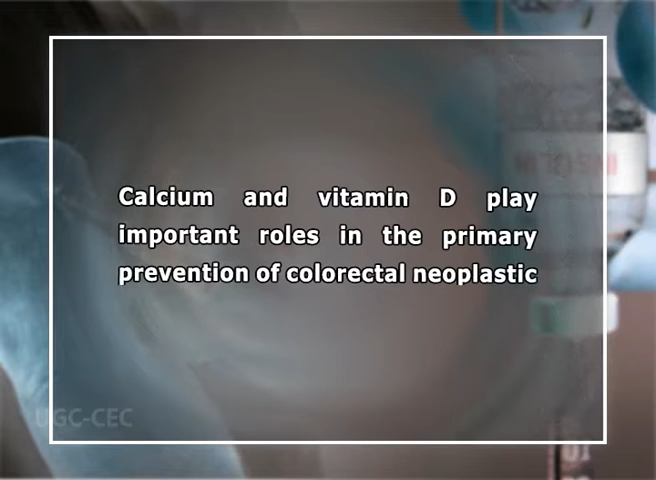 Calcium and vitamin D play
important roles in the primary
prevention of colorectal neoplastic
UGC-CEC